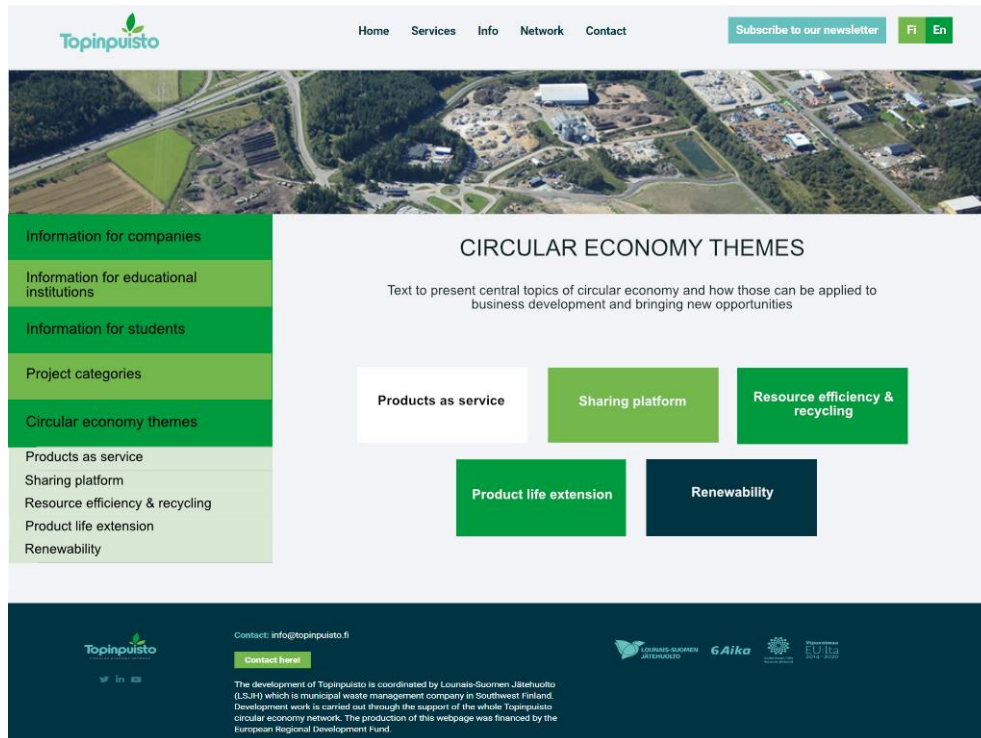 Topinpuisto
Home Services Info Network Contact
Subscribe to our newsletter
Fi En
Information for companies
Information for educational
institutions
Information for students
Project categories
Circular economy themes
Products as service
Sharing platform
Resource efficiency & recycling
Product life extension
Renewability
CIRCULAR ECONOMY THEMES
Text to present central topics of circular economy and how those can be applied to
business development and bringing new opportunities
Products as service
Sharing platform
Resource efficiency &
recycling
Product life extension
Renewability
Topinpuisto
CIRCULAR ECONOMY NETWORK
Contact: info@topinpuisto.fi
Contact here!
The development of Topinpuisto is coordinated by Lounais-Suomen Jätehuolto
(LSJH) which is municipal waste management company in Southwest Finland.
Development work is carried out through the support of the whole Topinpuisto
circular economy network. The production of this webpage was financed by the
European Regional Development Fund.
LOUNAIS-SUOMEN
JÄTEHUOLTO
6Aika
Vipuvoimaa
EU:lta
2014-2020